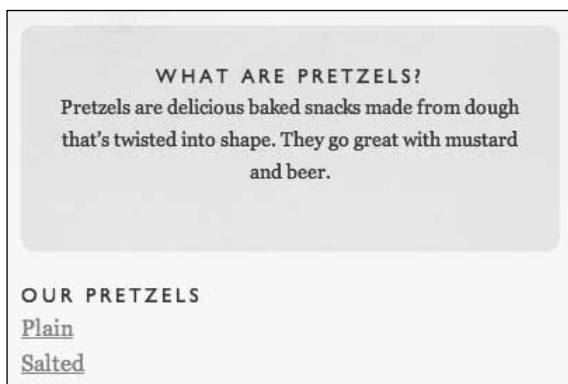 WHAT ARE PRETZELS?
Pretzels are delicious baked snacks made from dough
that's twisted into shape. They go great with mustard
and beer.
OUR PRETZELS
Plain
Salted